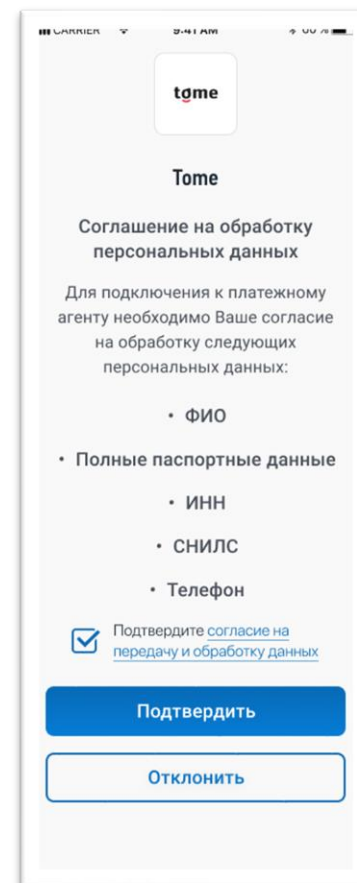 CARRIER 9:41 AM
tome
Tome
Соглашение на обработку
персональных данных
Для подключения к платежному
агенту необходимо Ваше согласие
на обработку следующих
персональных данных:
• ФИО
• Полные паспортные данные
• ИНН
• СНИЛС
• Телефон
Подтвердите согласие на
передачу и обработку данных
Подтвердить
Отклонить